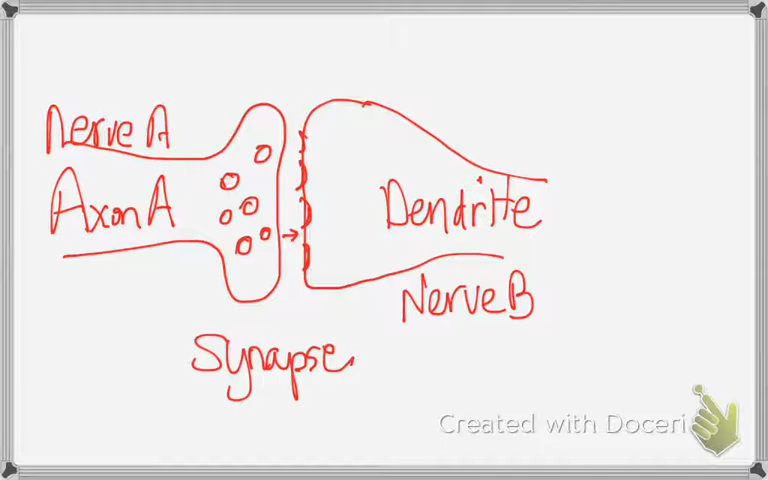 Nerve A
Axon A
Dendrite
Nerve B
Synapse
Created with Doceri